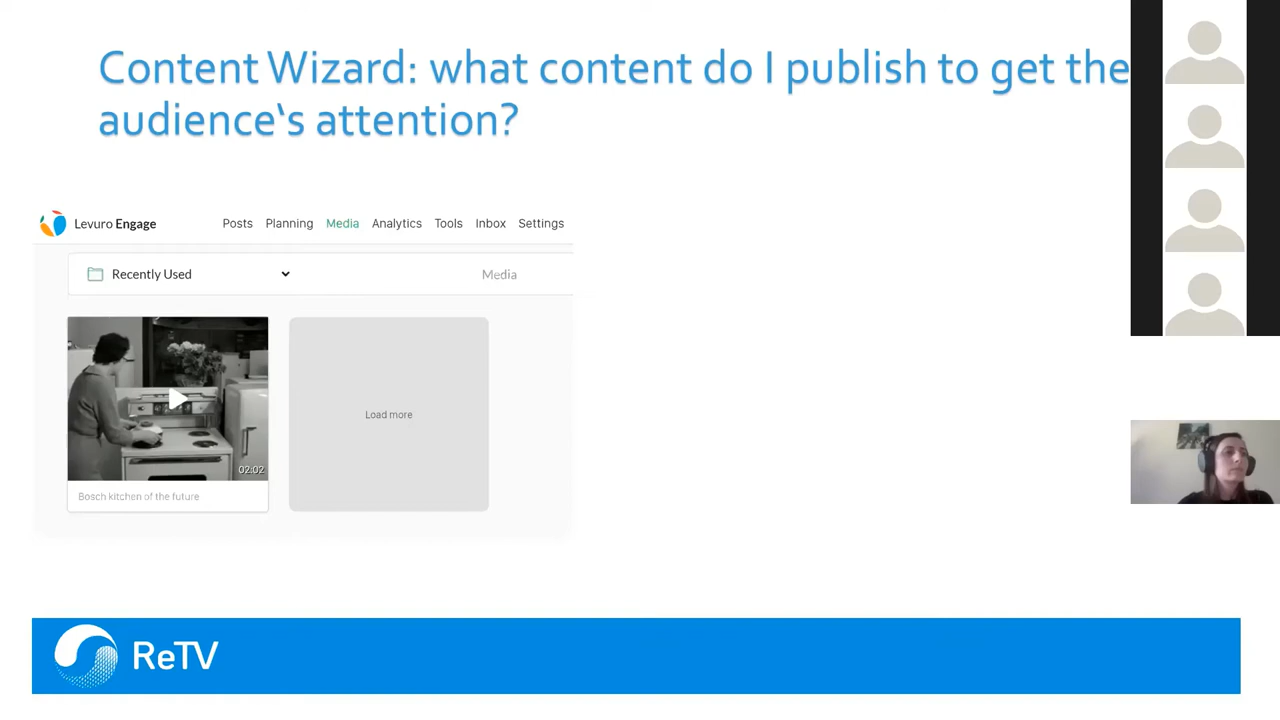 Content Wizard: what content do I publish to get the
audience‘s attention?
Levuro Engage Posts Planning Media Analytics Tools Inbox Settings
Recently Used Media
02:02
Bosch kitchen of the future
Load more
ReTV